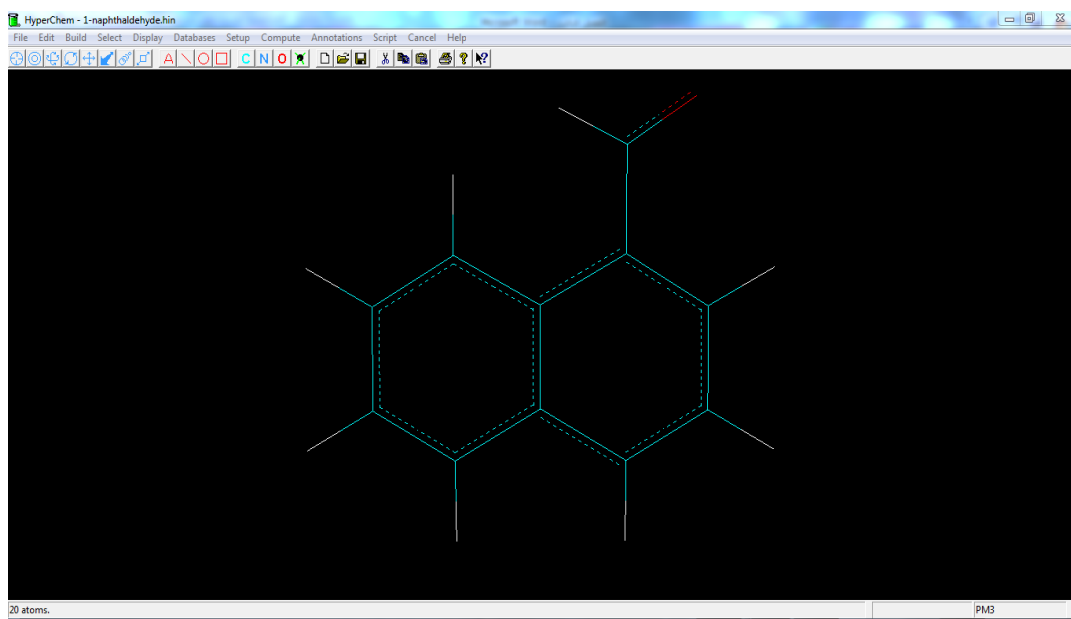 HyperChem - 1-naphthaldehyde.hin
File Edit Build Select Display Databases Setup Compute Annotations Script Cancel Help
A C N O
20 atoms. PM3